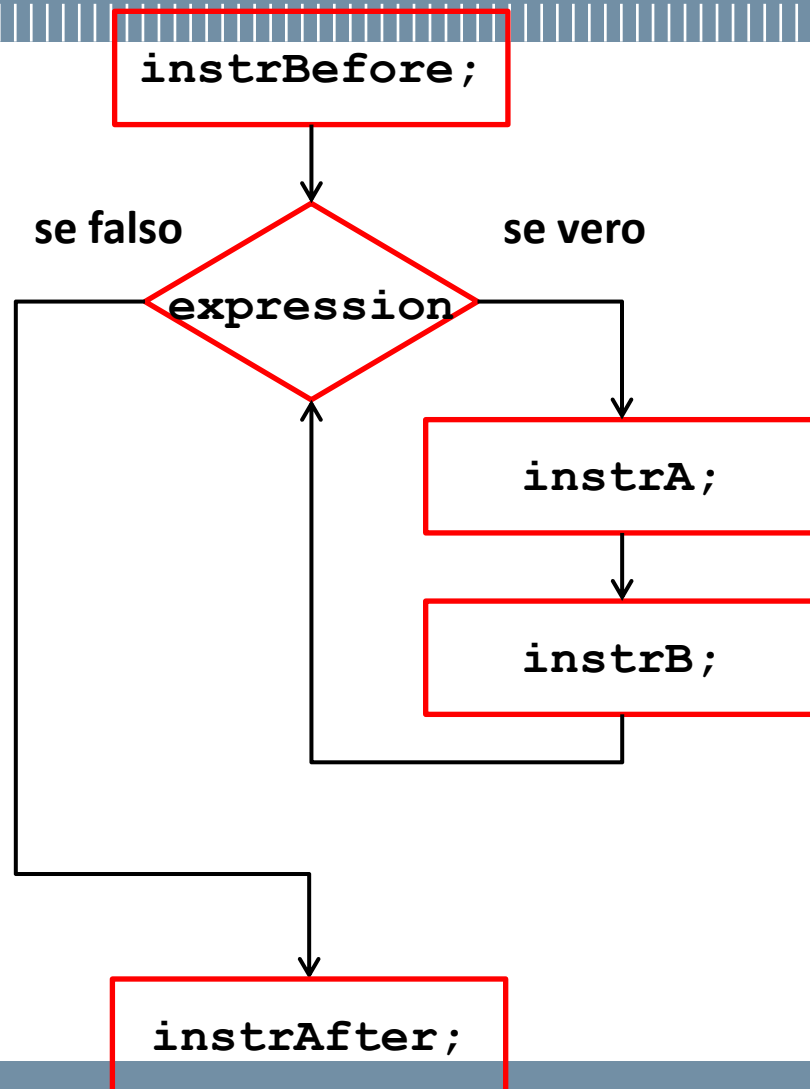 instrBefore;
se falso
se vero
expression
instrA;
instrB;
instrAfter;